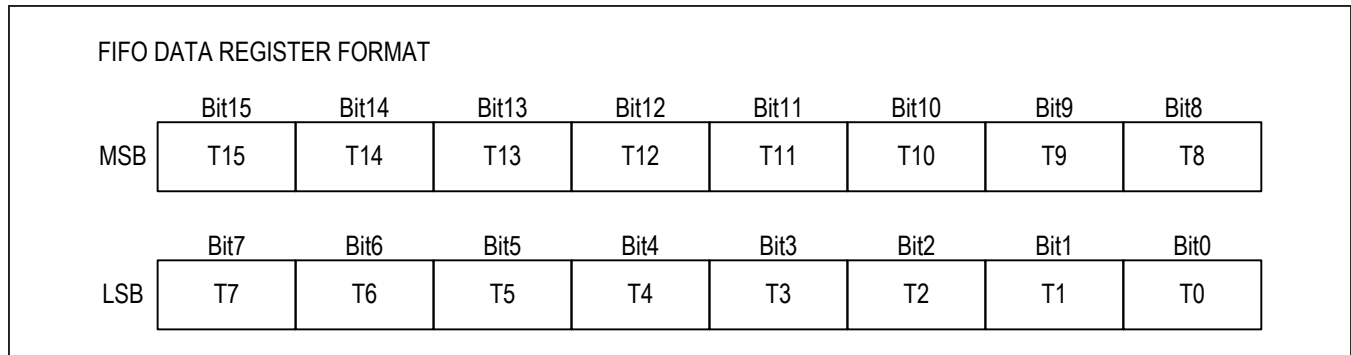 FIFO DATA REGISTER FORMAT
Bit15 Bit14 Bit13 Bit12 Bit11 Bit10 Bit9 Bit8
MSB T15 T14 T13 T12 T11 T10 T9 T8
Bit7 Bit6 Bit5 Bit4 Bit3 Bit2 Bit1 Bit0
LSB T7 T6 T5 T4 T3 T2 T1 T0